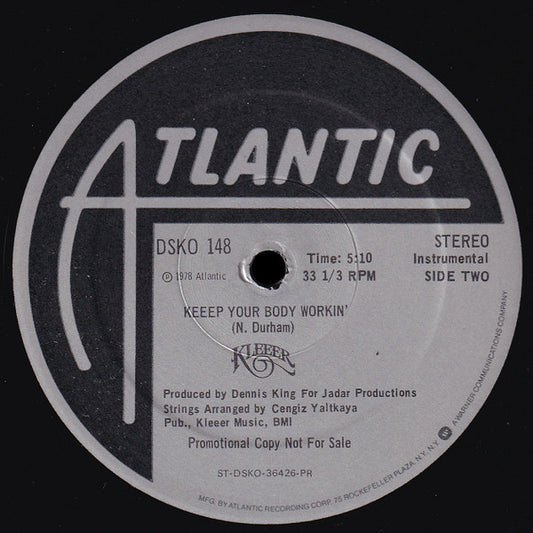 ATLANTIC
DSKO 148
℗ 1978 Atlantic
Time: 5:10
33 1/3 RPM
STEREO
Instrumental
SIDE TWO
KEEEP YOUR BODY WORKIN'
(N. Durham)
KLEEER
Produced by Dennis King For Jadar Productions
Strings Arranged by Cengiz Yaltkaya
Pub., Kleeer Music, BMI
Promotional Copy Not For Sale
ST-DSKO-36426-PR
MFG. BY ATLANTIC RECORDING CORP. 75 ROCKEFELLER PLAZA, N.Y. N.Y. A WARNER COMMUNICATIONS COMPANY